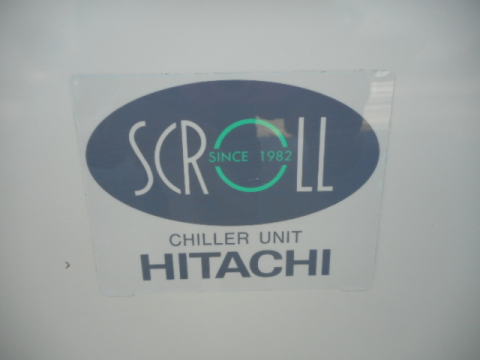 SCROLL
SINCE 1982
CHILLER UNIT
HITACHI